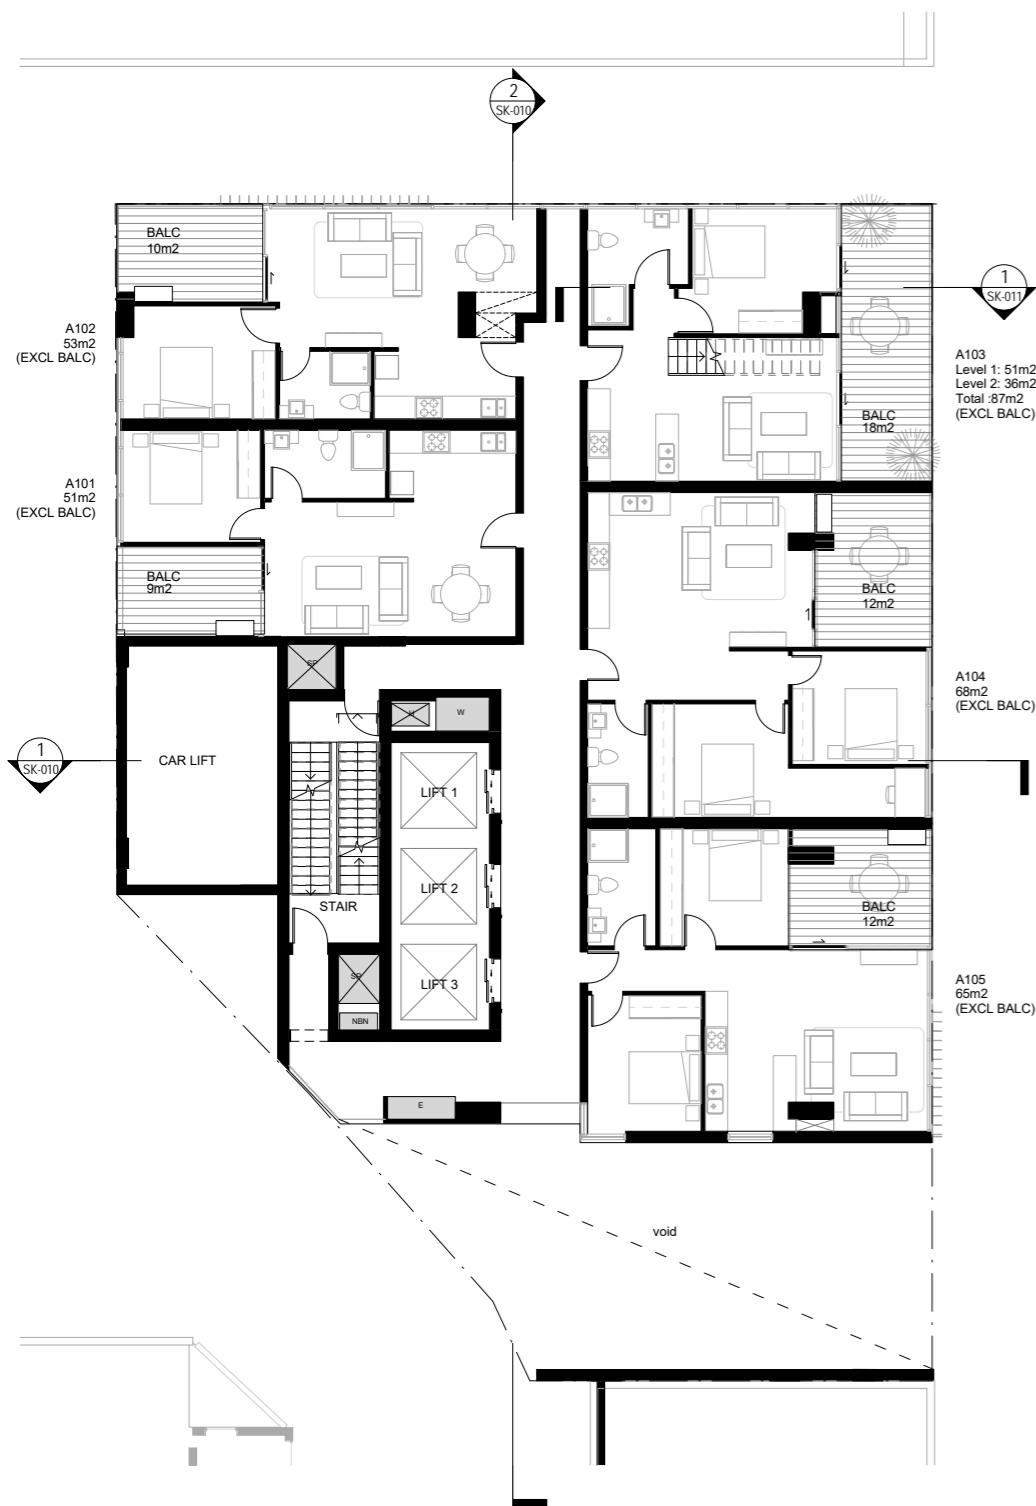 2
SK-010
BALC
10m2
1
SK-011
A102
53m2
(EXCL BALC)
A103
Level 1: 51m2
Level 2: 36m2
Total :87m2
(EXCL BALC)
BALC
18m2
A101
51m2
(EXCL BALC)
BALC
9m2
BALC
12m2
SP
A104
68m2
(EXCL BALC)
H
W
1
SK-010
CAR LIFT
LIFT 1
LIFT 2
STAIR
BALC
12m2
SP
LIFT 3
A105
65m2
(EXCL BALC)
NBN
E
void